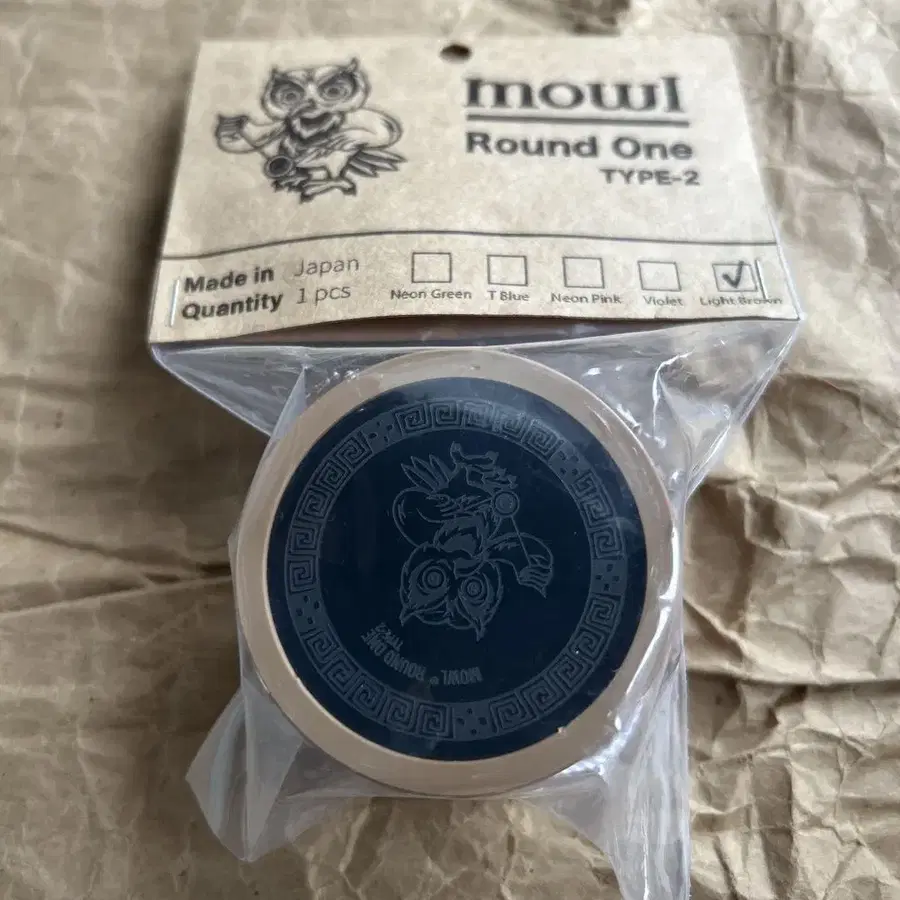 mowl
Round One
TYPE-2
Made in Japan
Quantity 1 pcs
Neon Green
T Blue
Neon Pink
Violet
Light Brown
MOWL® ROUND ONE
TYPE-2